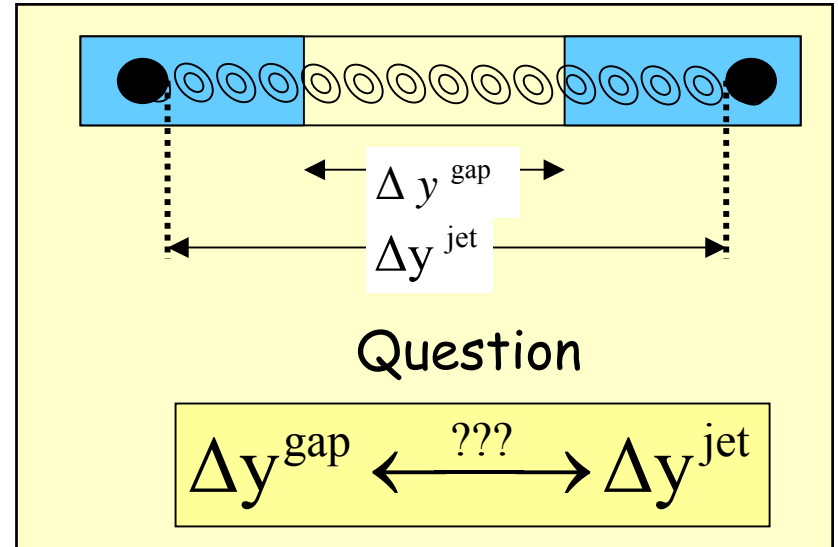 Δ y gap
Δy jet
Question
Δy gap ⟷ Δy jet
???